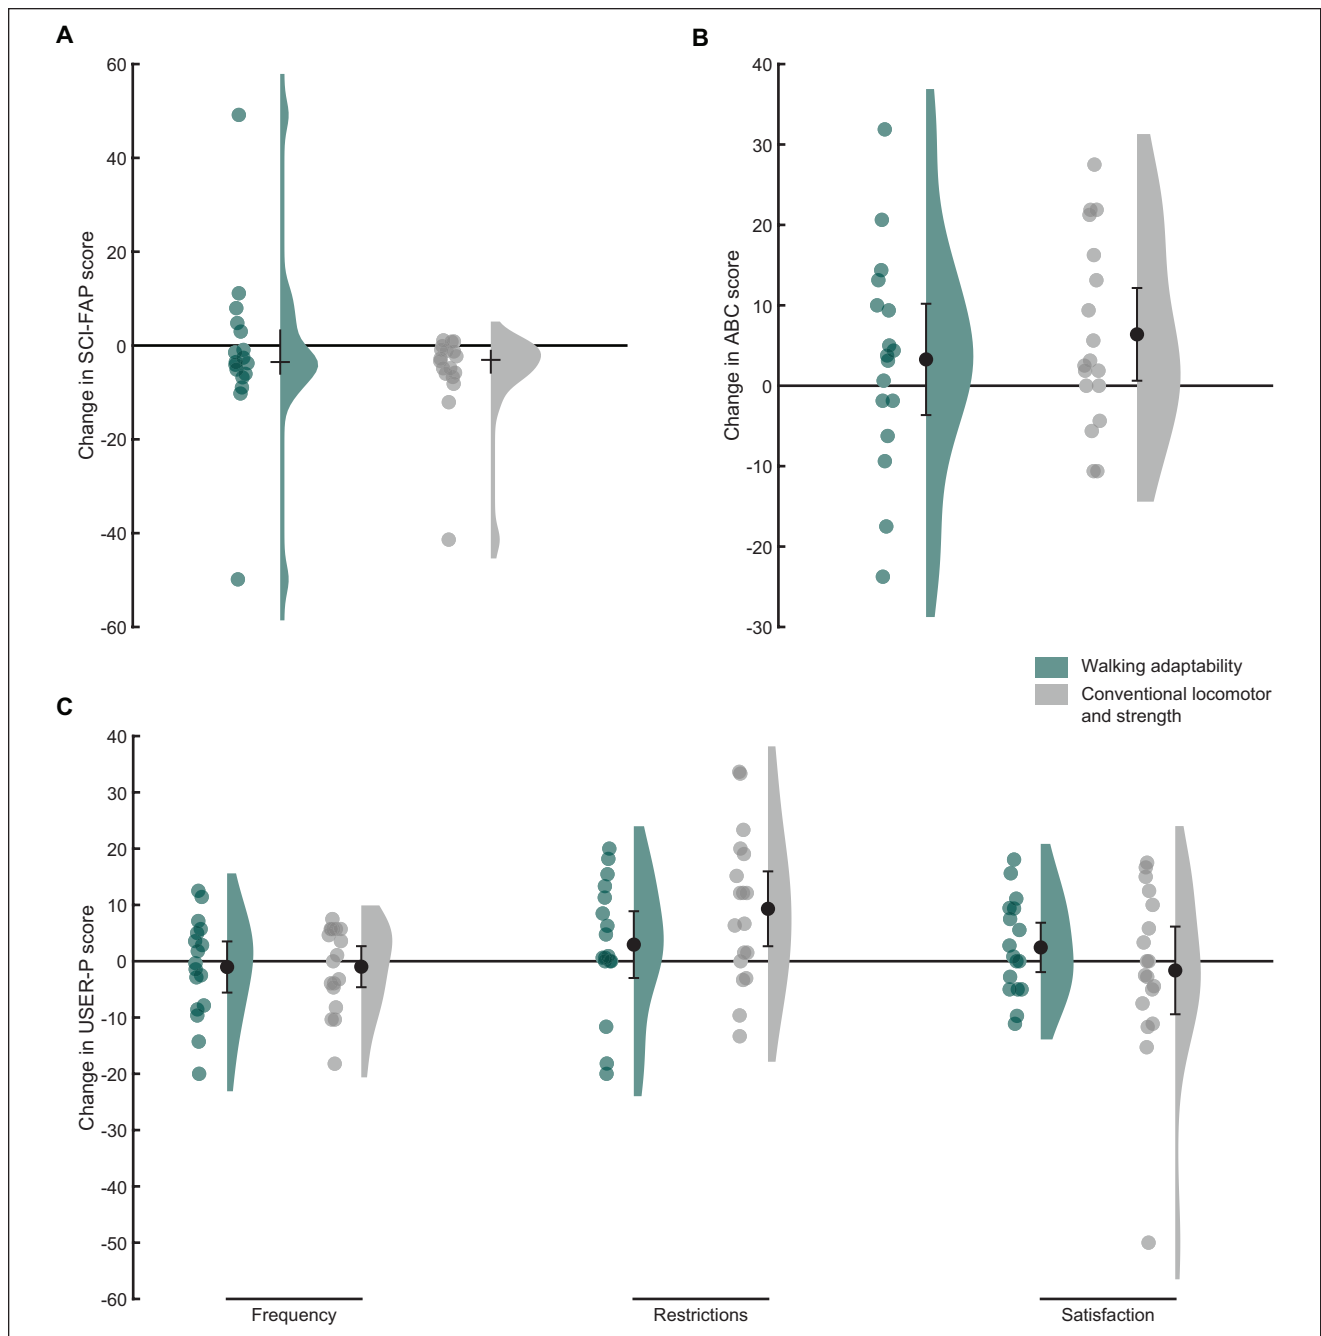 A
60
40
20
0
-20
-40
-60
Change in SCI-FAP score
B
40
30
20
10
0
-10
-20
-30
Change in ABC score
Walking adaptability
Conventional locomotor
and strength
C
40
30
20
10
0
-10
-20
-30
-40
-50
-60
Change in USER-P score
Frequency
Restrictions
Satisfaction